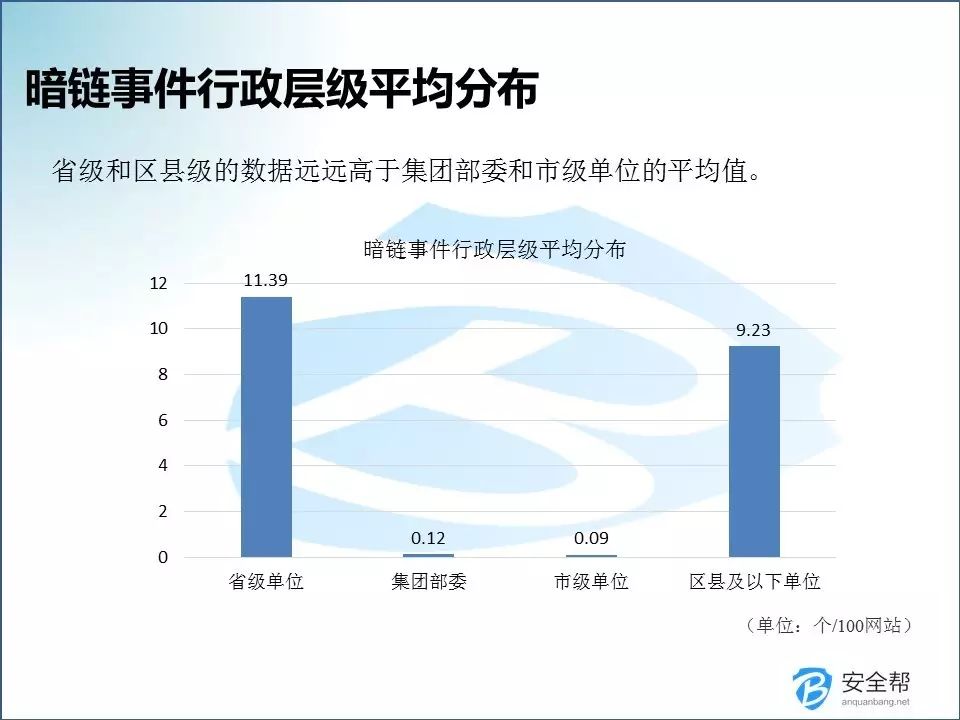 暗链事件行政层级平均分布
省级和区县级的数据远远高于集团部委和市级单位的平均值。
暗链事件行政层级平均分布
12
10
8
6
4
2
0
11.39
0.12
0.09
9.23
省级单位
集团部委
市级单位
区县及以下单位
（单位：个/100网站）
安全帮
anquanbang.net